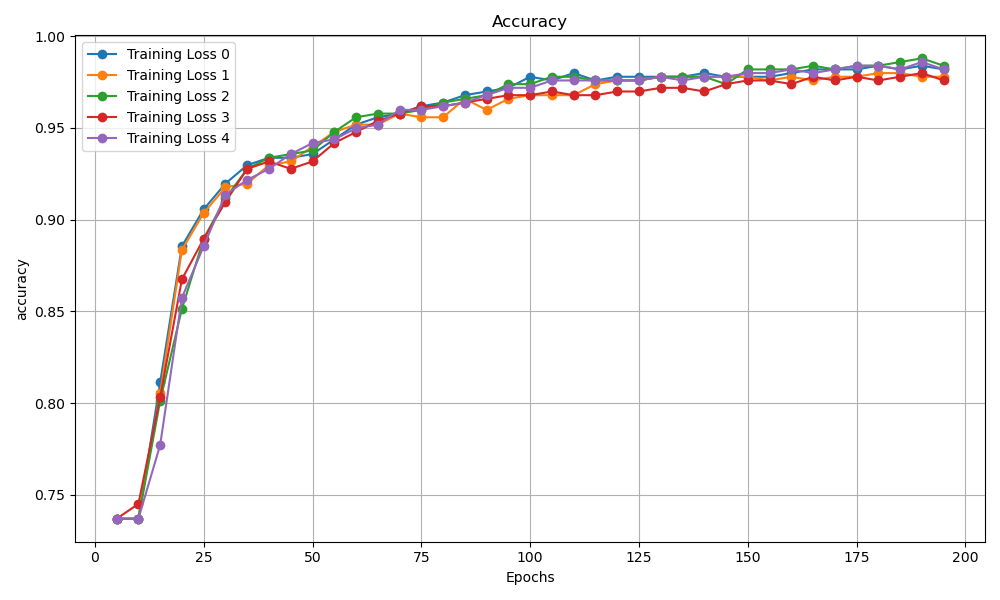 Accuracy
1.00
0.95
0.90
0.85
0.80
0.75
accuracy
Training Loss 0
Training Loss 1
Training Loss 2
Training Loss 3
Training Loss 4
0 25 50 75 100 125 150 175 200
Epochs